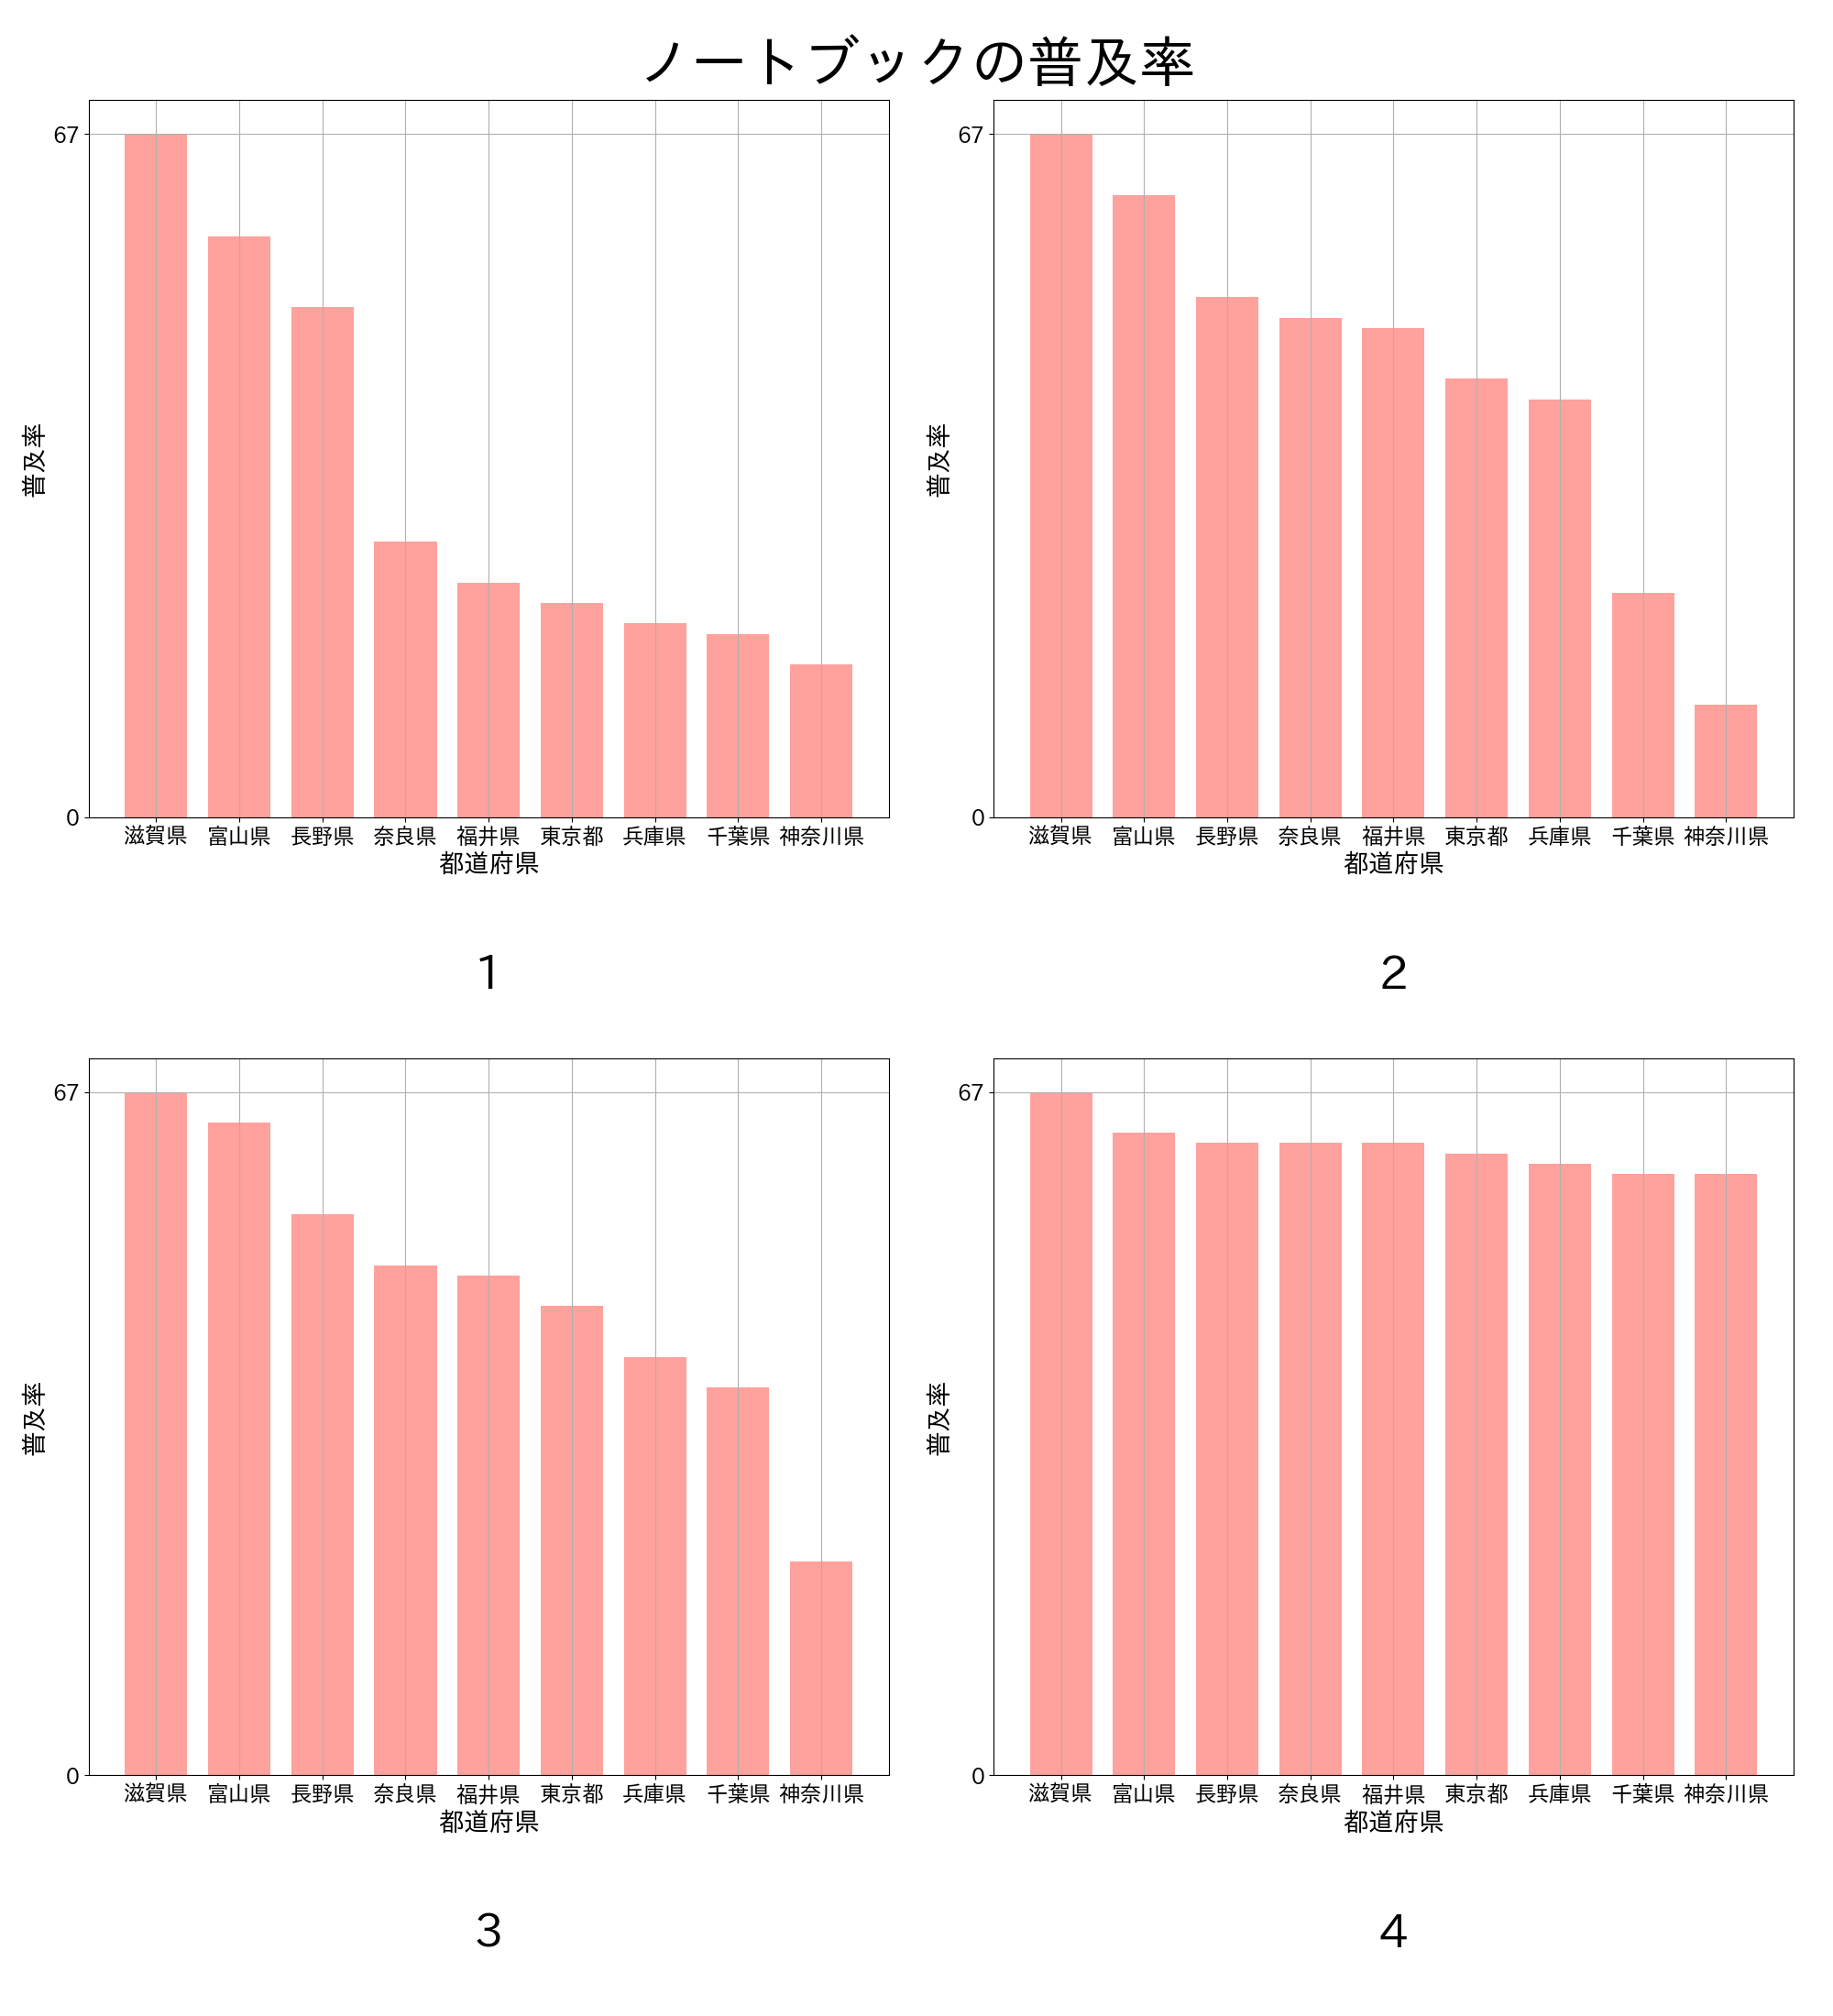 ノートブックの普及率
67
0
普及率
滋賀県 富山県 長野県 奈良県 福井県 東京都 兵庫県 千葉県 神奈川県
都道府県
1
67
0
普及率
滋賀県 富山県 長野県 奈良県 福井県 東京都 兵庫県 千葉県 神奈川県
都道府県
2
67
0
普及率
滋賀県 富山県 長野県 奈良県 福井県 東京都 兵庫県 千葉県 神奈川県
都道府県
3
67
0
普及率
滋賀県 富山県 長野県 奈良県 福井県 東京都 兵庫県 千葉県 神奈川県
都道府県
4